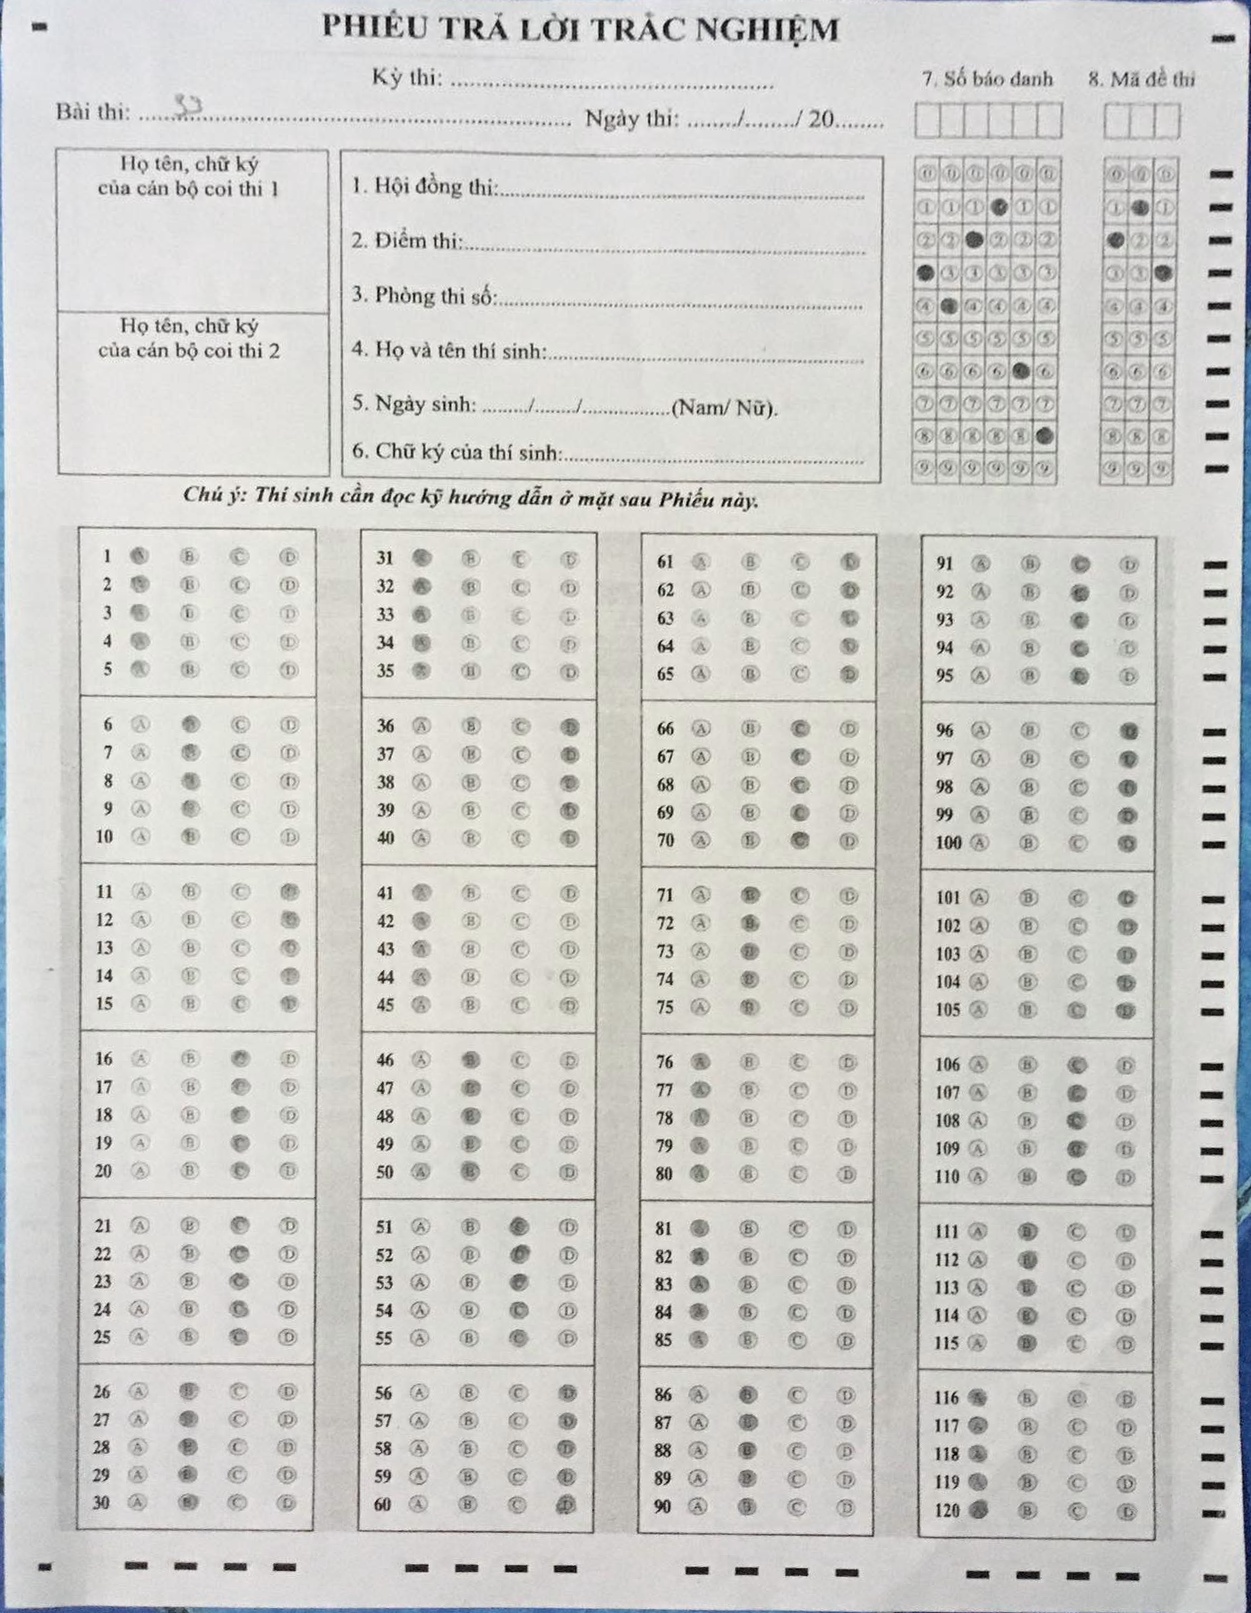 PHIẾU TRẢ LỜI TRẮC NGHIỆM
Kỳ thi: ..............................................
7. Số báo danh
8. Mã đề thi
Bài thi: ..... 33 ..............................................
Ngày thi: ......../......../ 20........
Họ tên, chữ ký
của cán bộ coi thi 1
Họ tên, chữ ký
của cán bộ coi thi 2
1. Hội đồng thi:..............................................
2. Điểm thi:..............................................
3. Phòng thi số:..............................................
4. Họ và tên thí sinh:..............................................
5. Ngày sinh: ......../......../................(Nam/ Nữ).
6. Chữ ký của thí sinh:..............................................
0 0 0 0 0 0
1 1 1 1 1
2 2 2 2 2
3 3 3 3 3
4 4 4 4 4
5 5 5 5 5 5
6 6 6 6 6
7 7 7 7 7 7
8 8 8 8 8
9 9 9 9 9 9
0 0 0
1 1
2 2
3 3
4 4 4
5 5 5
6 6 6
7 7 7
8 8 8
9 9 9
Chú ý: Thí sinh cần đọc kỹ hướng dẫn ở mặt sau Phiếu này.
1 A B C D
2 A B C D
3 A B C D
4 A B C D
5 A B C D
6 A B C D
7 A B C D
8 A B C D
9 A B C D
10 A B C D
11 A B C D
12 A B C D
13 A B C D
14 A B C D
15 A B C D
16 A B C D
17 A B C D
18 A B C D
19 A B C D
20 A B C D
21 A B C D
22 A B C D
23 A B C D
24 A B C D
25 A B C D
26 A B C D
27 A B C D
28 A B C D
29 A B C D
30 A B C D
31 A B C D
32 A B C D
33 A B C D
34 A B C D
35 A B C D
36 A B C D
37 A B C D
38 A B C D
39 A B C D
40 A B C D
41 A B C D
42 A B C D
43 A B C D
44 A B C D
45 A B C D
46 A B C D
47 A B C D
48 A B C D
49 A B C D
50 A B C D
51 A B C D
52 A B C D
53 A B C D
54 A B C D
55 A B C D
56 A B C D
57 A B C D
58 A B C D
59 A B C D
60 A B C D
61 A B C D
62 A B C D
63 A B C D
64 A B C D
65 A B C D
66 A B C D
67 A B C D
68 A B C D
69 A B C D
70 A B C D
71 A B C D
72 A B C D
73 A B C D
74 A B C D
75 A B C D
76 A B C D
77 A B C D
78 A B C D
79 A B C D
80 A B C D
81 A B C D
82 A B C D
83 A B C D
84 A B C D
85 A B C D
86 A B C D
87 A B C D
88 A B C D
89 A B C D
90 A B C D
91 A B C D
92 A B C D
93 A B C D
94 A B C D
95 A B C D
96 A B C D
97 A B C D
98 A B C D
99 A B C D
100 A B C D
101 A B C D
102 A B C D
103 A B C D
104 A B C D
105 A B C D
106 A B C D
107 A B C D
108 A B C D
109 A B C D
110 A B C D
111 A B C D
112 A B C D
113 A B C D
114 A B C D
115 A B C D
116 A B C D
117 A B C D
118 A B C D
119 A B C D
120 A B C D